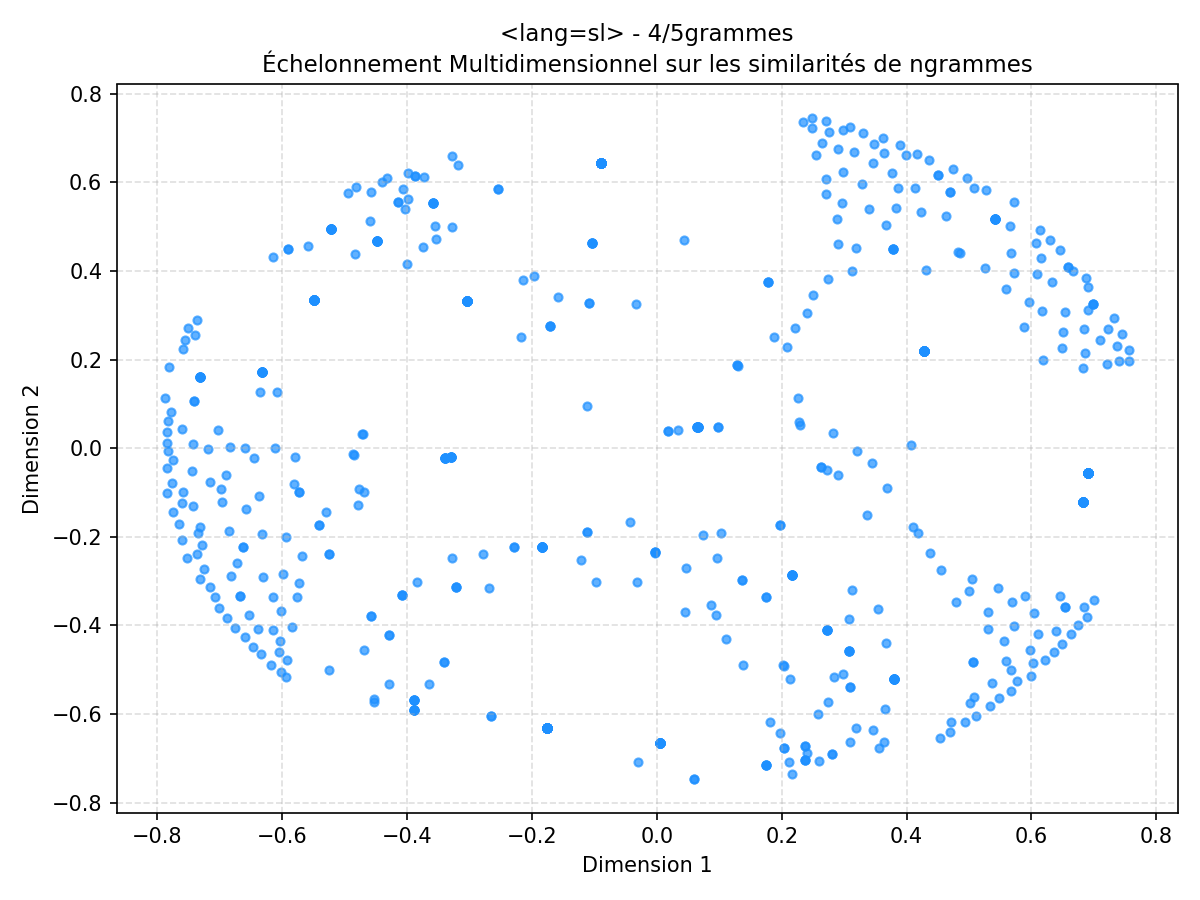 <lang=sl> - 4/5grammes
Échelonnement Multidimensionnel sur les similarités de ngrammes
0.8
0.6
0.4
0.2
0.0
−0.2
−0.4
−0.6
−0.8
Dimension 2
−0.8 −0.6 −0.4 −0.2 0.0 0.2 0.4 0.6 0.8
Dimension 1